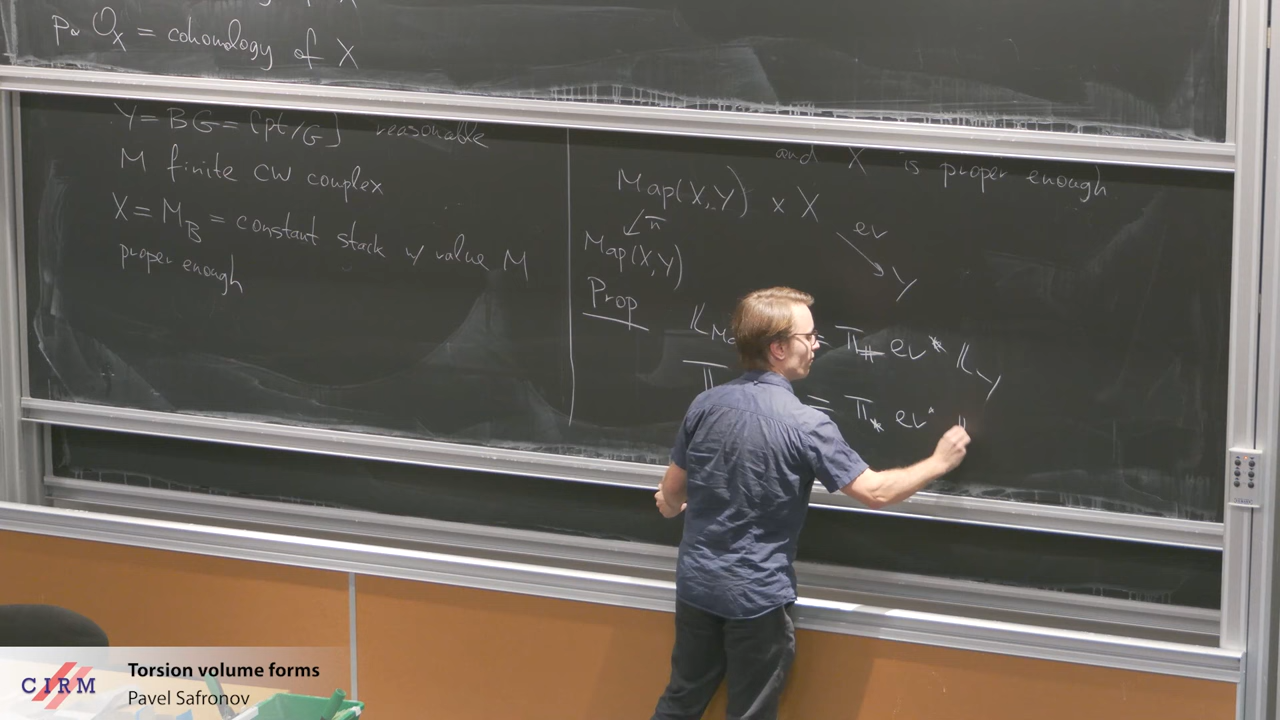 p* O_X = cohomology of X
Y = BG = [pt/G] reasonable
M finite CW complex
X = M_B = constant stack w/ value M
proper enough
and X is proper enough
Map(X,Y) × X
↙ π
ev ↘
Map(X,Y)
Y
Prop
𝕃_Ma = π_# ev* 𝕃_Y
𝕋 = π_* ev*
Torsion volume forms
CIRM
Pavel Safronov